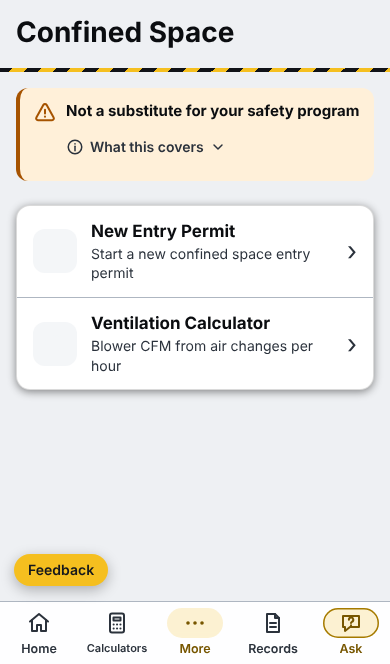 Confined Space
Not a substitute for your safety program
What this covers
New Entry Permit
Start a new confined space entry
permit
Ventilation Calculator
Blower CFM from air changes per
hour
Feedback
Home
Calculators
More
Records
Ask